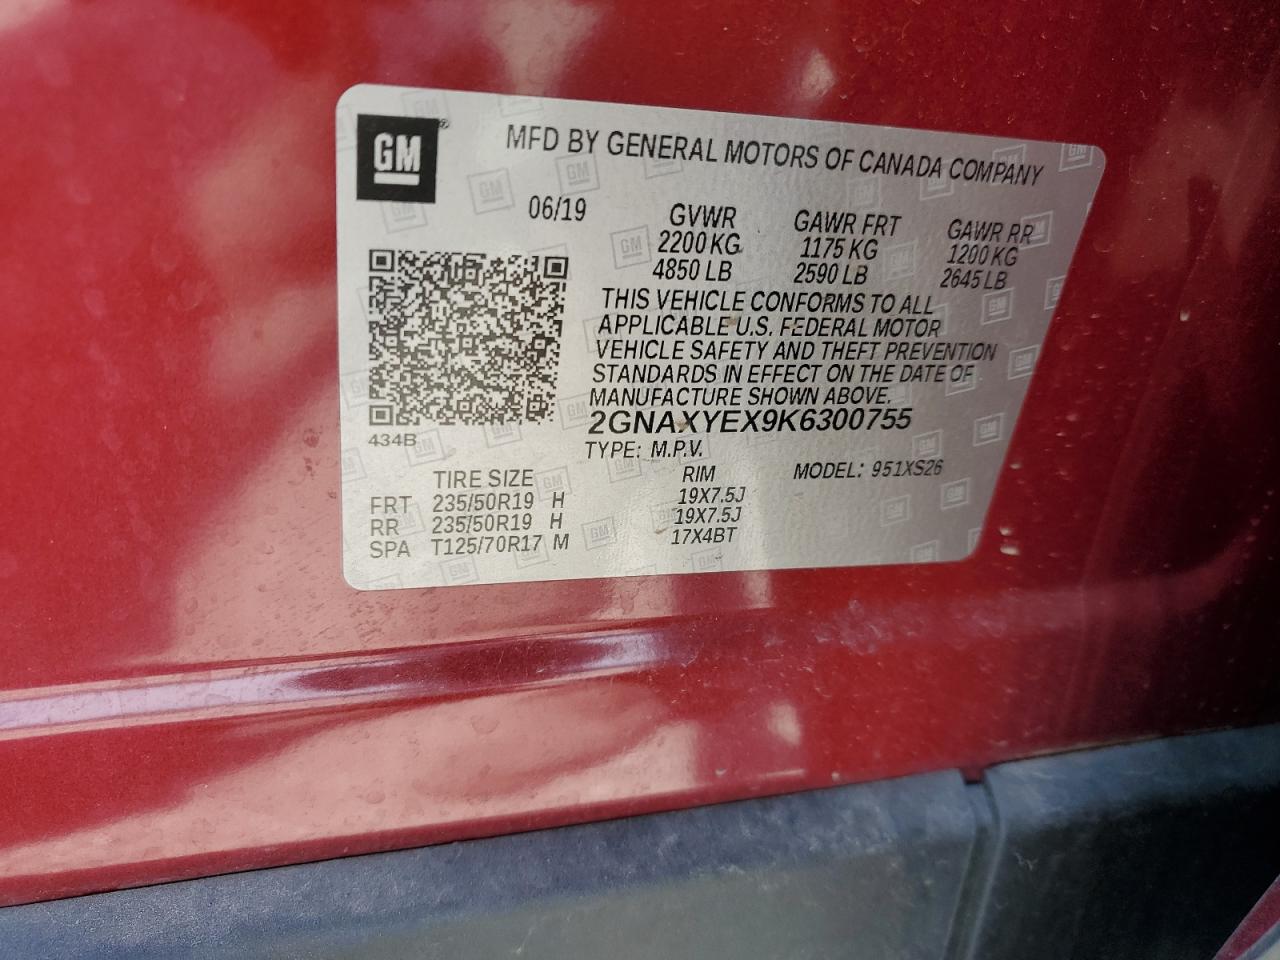 GM®
MFD BY GENERAL MOTORS OF CANADA COMPANY
06/19
GVWR GAWR FRT GAWR RR
2200 KG 1175 KG 1200 KG
4850 LB 2590 LB 2645 LB
THIS VEHICLE CONFORMS TO ALL
APPLICABLE U.S. FEDERAL MOTOR
VEHICLE SAFETY AND THEFT PREVENTION
STANDARDS IN EFFECT ON THE DATE OF
MANUFACTURE SHOWN ABOVE.
2GNAXYEX9K6300755
434B
TYPE: M.P.V.
MODEL: 951XS26
TIRE SIZE RIM
FRT 235/50R19 H 19X7.5J
RR 235/50R19 H 19X7.5J
SPA T125/70R17 M 17X4BT